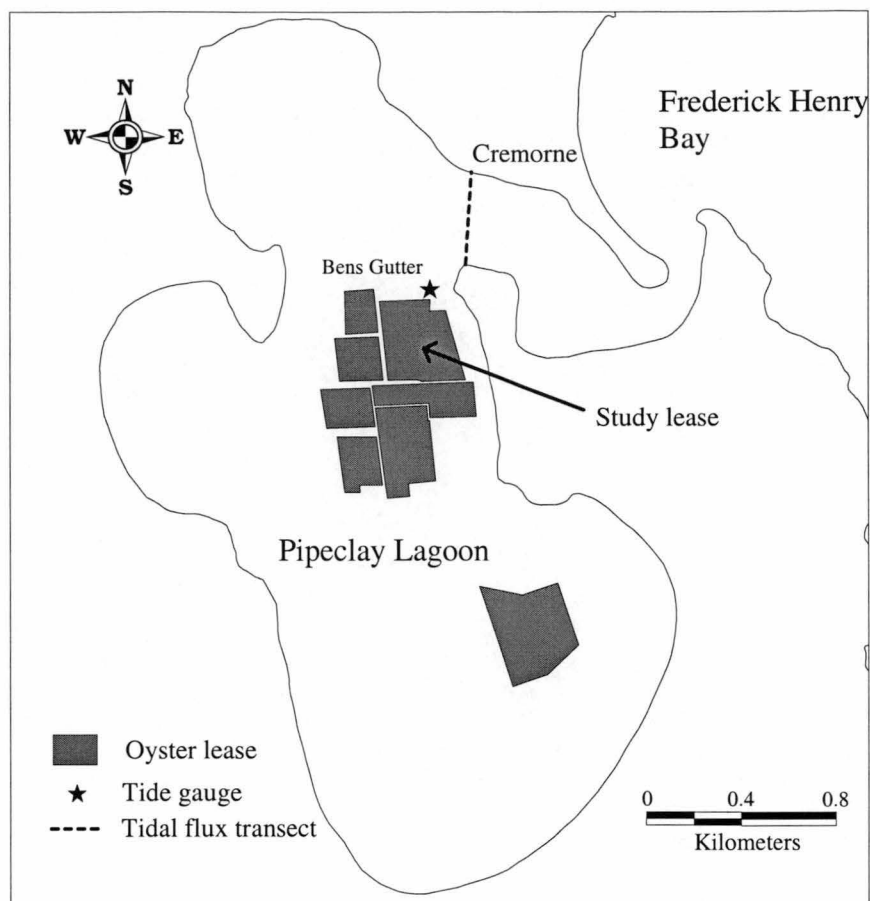 N
W E
S
Frederick Henry
Bay
Cremorne
Bens Gutter
Study lease
Pipeclay Lagoon
Oyster lease
Tide gauge
Tidal flux transect
0 0.4 0.8
Kilometers